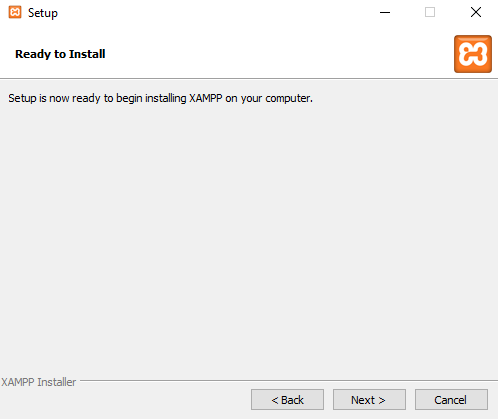 Setup
Ready to Install
Setup is now ready to begin installing XAMPP on your computer.
XAMPP Installer
< Back
Next >
Cancel